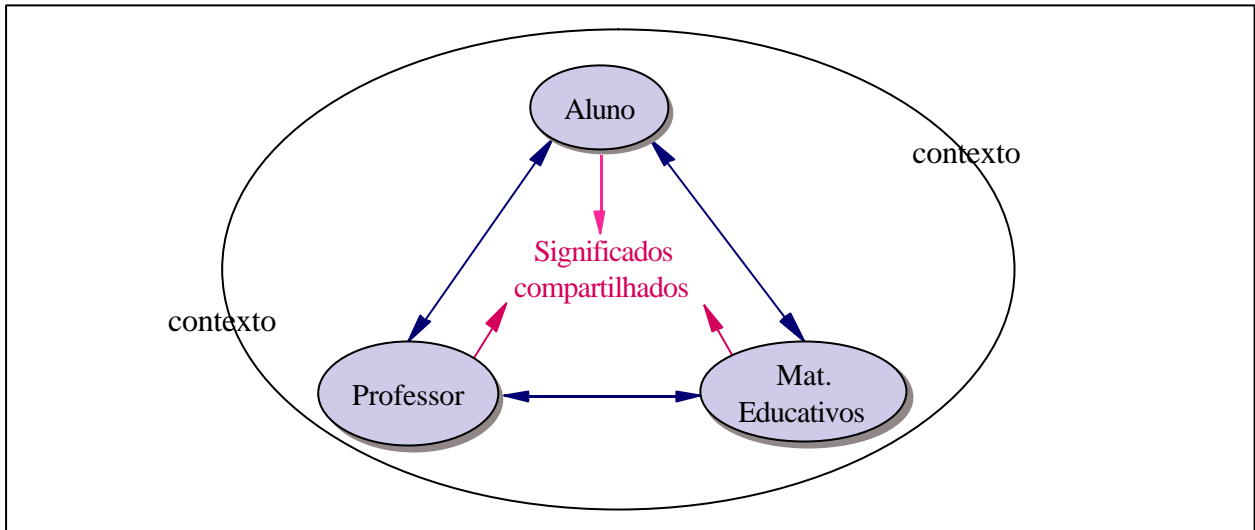 Aluno
contexto
Significados
compartilhados
contexto
Professor
Mat.
Educativos